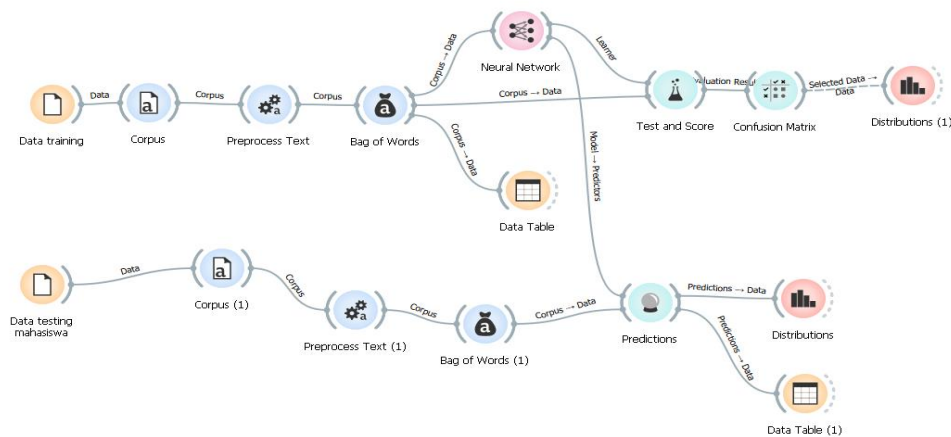 Corpus → Data
Neural Network
Learner
Data
Corpus
Corpus
Corpus → Data
Evaluation Results
Selected Data →
Data
Data training
Corpus
Preprocess Text
Bag of Words
Test and Score
Confusion Matrix
Distributions (1)
Corpus → Data
Model → Predictors
Data Table
Data
Corpus
Corpus
Corpus → Data
Corpus (1)
Predictions → Data
Data testing
mahasiswa
Preprocess Text (1)
Bag of Words (1)
Predictions
Distributions
Predictions → Data
Data Table (1)